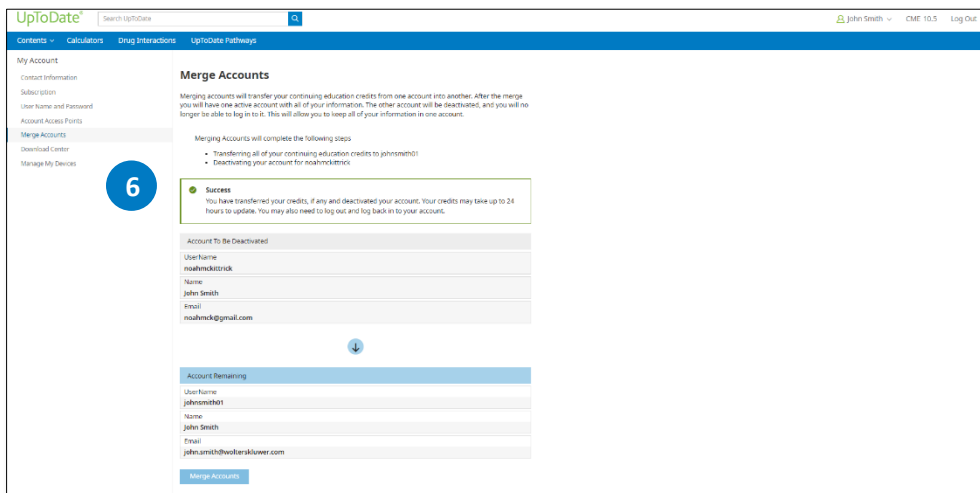 UpToDate®
Search UpToDate
John Smith
CME 10.5
Log Out
Contents
Calculators
Drug Interactions
UpToDate Pathways
My Account
Contact Information
Subscription
User Name and Password
Account Access Points
Merge Accounts
Download Center
Manage My Devices
6
Merge Accounts
Merging accounts will transfer your continuing education credits from one account into another. After the merge
you will have one active account with all of your information. The other account will be deactivated, and you will no
longer be able to log in to it. This will allow you to keep all of your information in one account.
Merging Accounts will complete the following steps
• Transferring all of your continuing education credits to johnsmith01
• Deactivating your account for noahmckittrick
Success
You have transferred your credits, if any and deactivated your account. Your credits may take up to 24
hours to update. You may also need to log out and log back in to your account.
Account To Be Deactivated
UserName
noahmckittrick
Name
John Smith
Email
noahmck@gmail.com
Account Remaining
UserName
johnsmith01
Name
John Smith
Email
john.smith@wolterskluwer.com
Merge Accounts